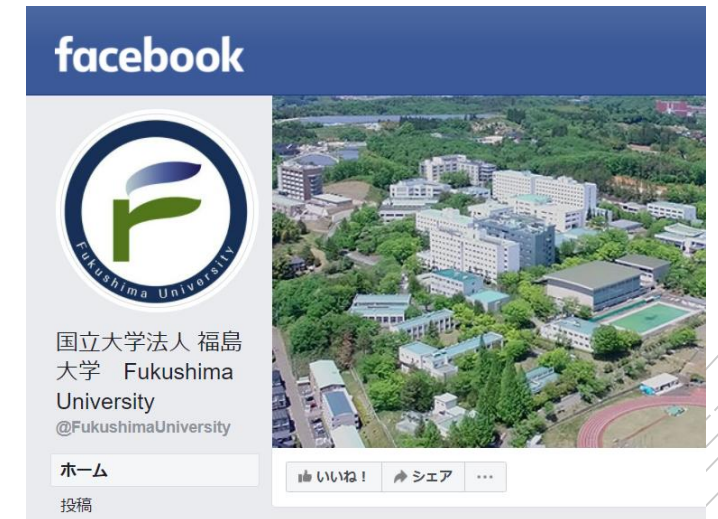 facebook
Fukushima University
国立大学法人 福島
大学　Fukushima
University
@FukushimaUniversity
ホーム
投稿
いいね！ シェア ...